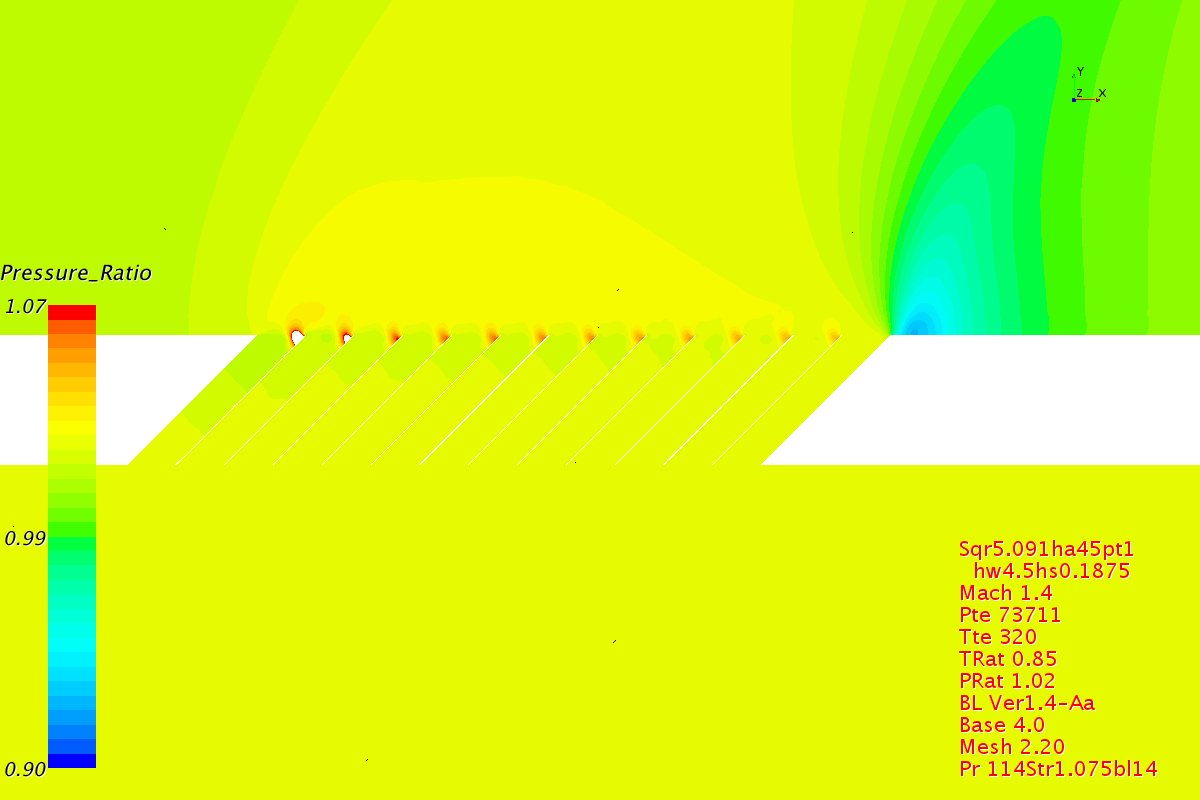 Y
Z X
Pressure_Ratio
1.07
0.99
0.90
Sqr5.091ha45pt1
hw4.5hs0.1875
Mach 1.4
Pte 73711
Tte 320
TRat 0.85
PRat 1.02
BL Ver1.4-Aa
Base 4.0
Mesh 2.20
Pr 114Str1.075bl14